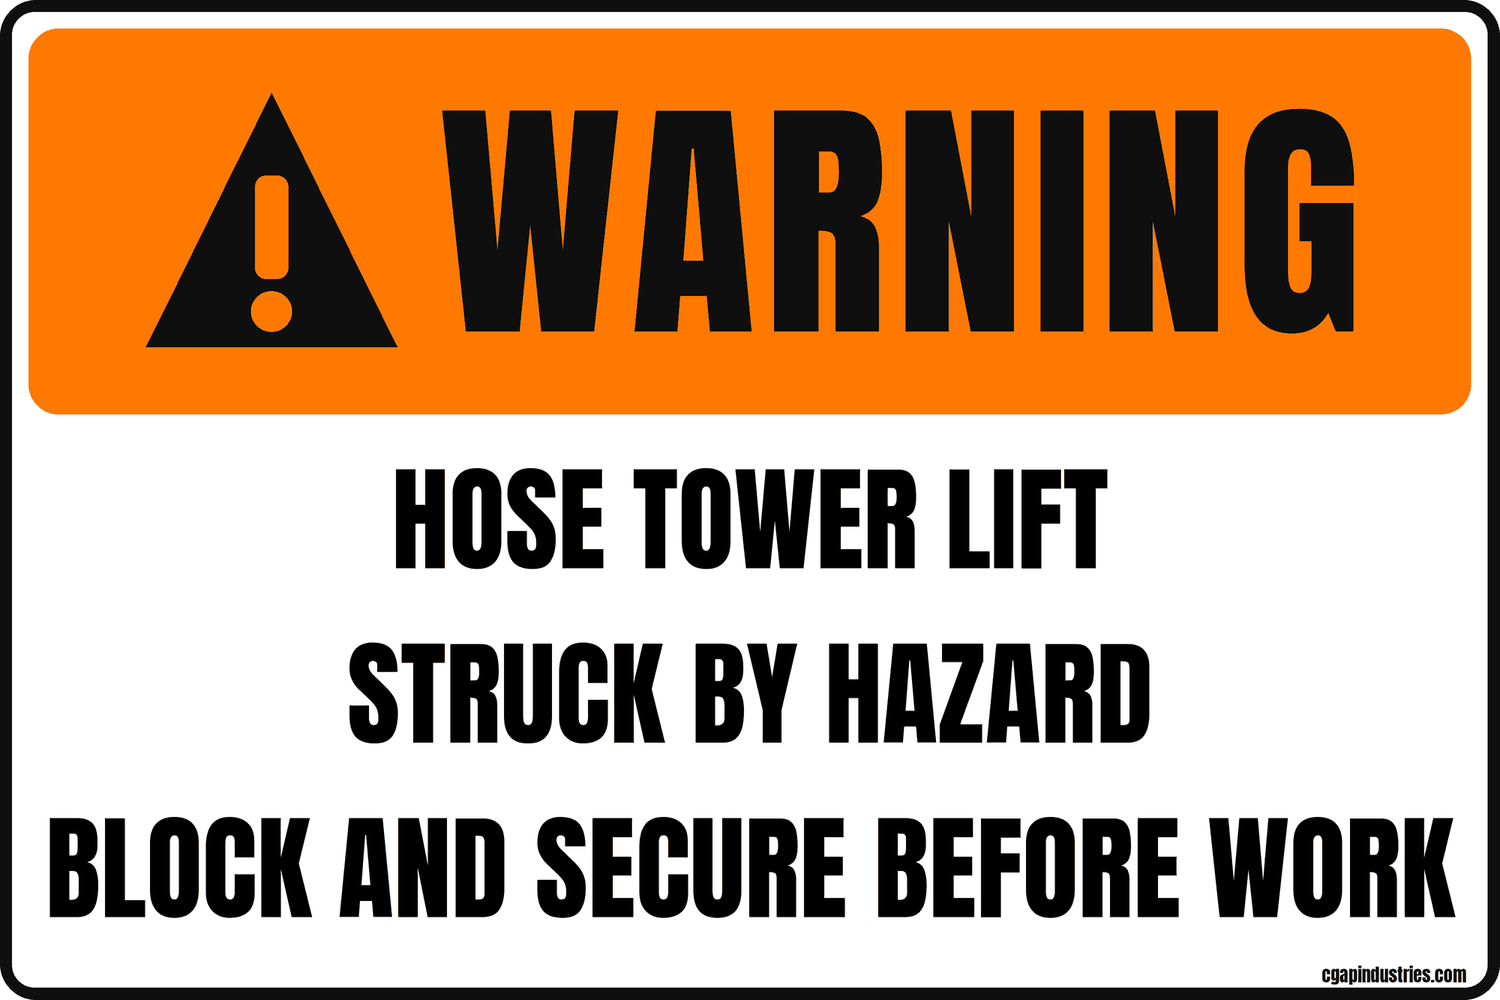 WARNING
HOSE TOWER LIFT
STRUCK BY HAZARD
BLOCK AND SECURE BEFORE WORK
cgapindustries.com